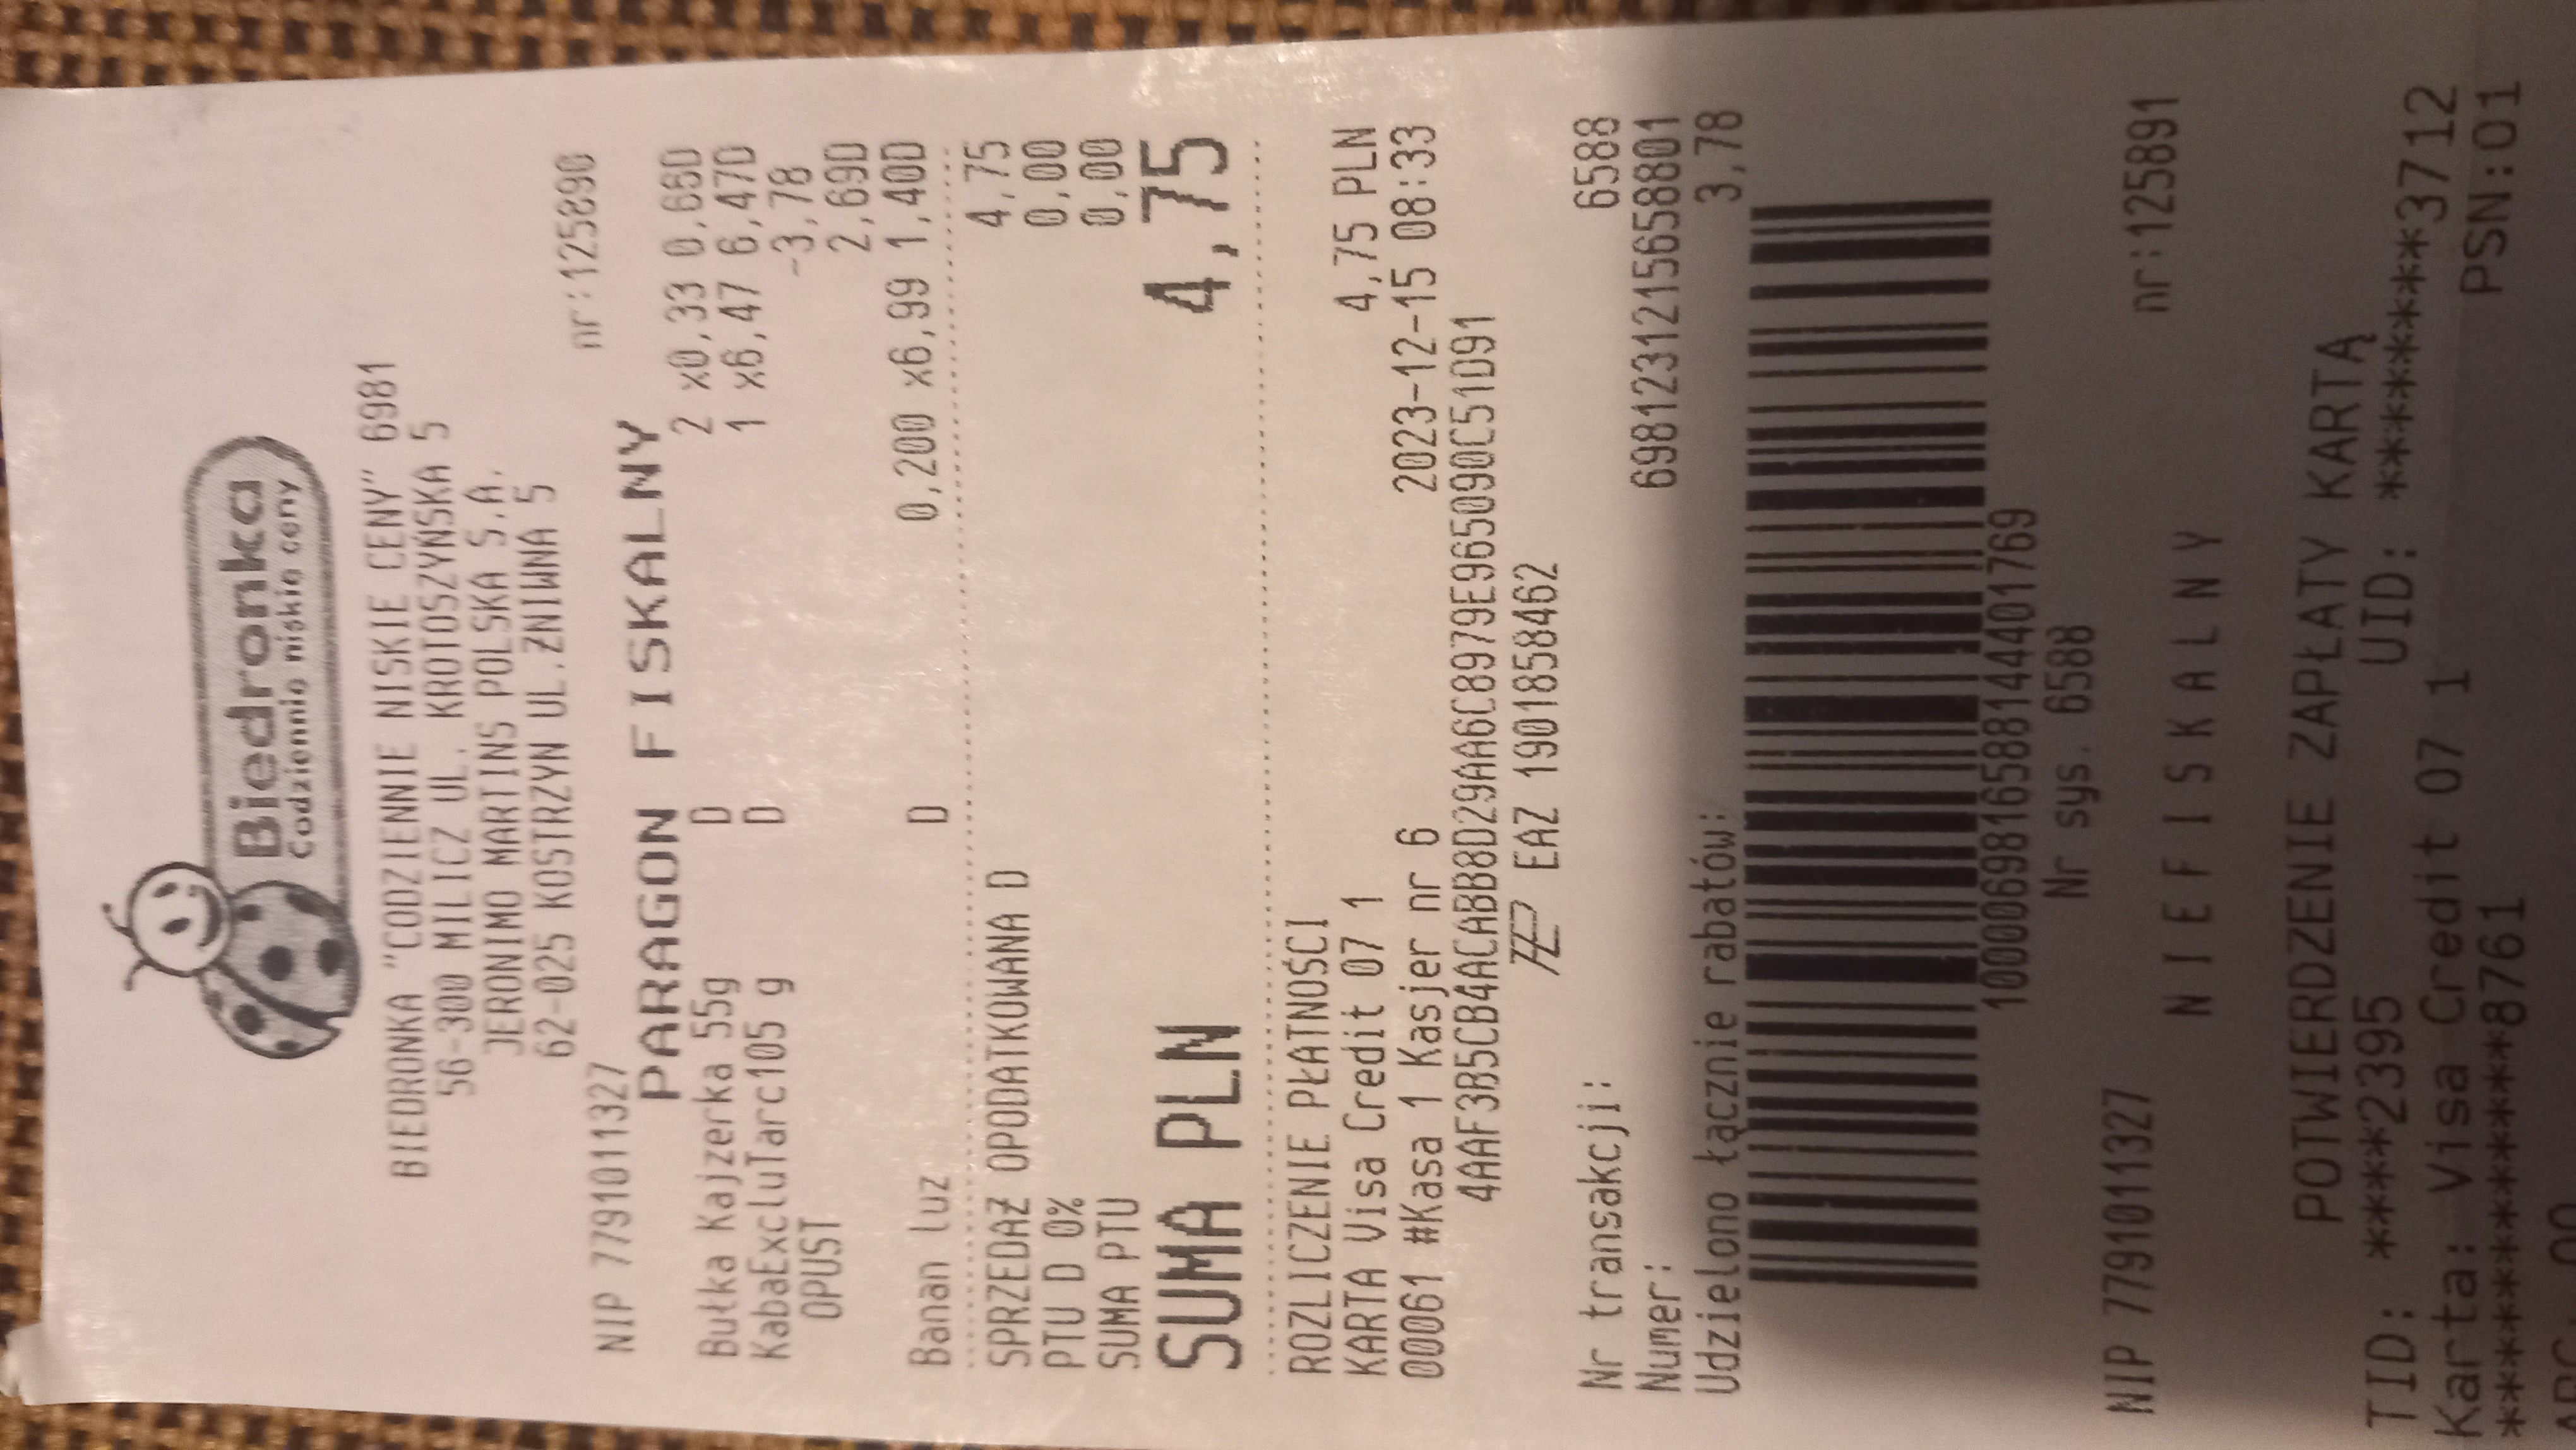 Biedronka
Codziennie niskie ceny
BIEDRONKA "CODZIENNIE NISKIE CENY" 6981
56-300 MILICZ UL. KROTOSZYŃSKA 5
JERONIMO MARTINS POLSKA S.A.
62-025 KOSTRZYN UL.ŻNIWNA 5
NIP 7791011327 nr:125890
PARAGON FISKALNY
Bułka Kajzerka 55g D 2 x0,33 0,66D
KabaExcluTarc105 g D 1 x6,47 6,47D
OPUST -3,78
2,69D
Banan luz D 0,200 x6,99 1,40D
SPRZEDAŻ OPODATKOWANA D 4,75
PTU D 0% 0,00
SUMA PTU 0,00
SUMA PLN 4,75
ROZLICZENIE PŁATNOŚCI
KARTA Visa Credit 07 1 4,75 PLN
00061 #Kasa 1 Kasjer nr 6 2023-12-15 08:33
4AAF3B5CB4ACABB8D29AA6C8979E965090C51D91
EAZ 1901858462
Nr transakcji: 6588
Numer: 6981231215658801
Udzielono łącznie rabatów: 3,78
1000069816588144401769
Nr sys. 6588
NIP 7791011327 nr:125891
NIEFISKALNY
POTWIERDZENIE ZAPŁATY KARTĄ
TID: ****2395 UID: ********3712
Karta: Visa Credit 07 1
************8761 PSN:01